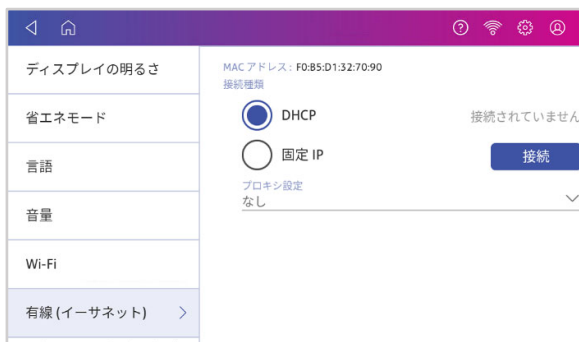 ディスプレイの明るさ
省エネモード
言語
音量
Wi-Fi
有線 (イーサネット)
MAC アドレス : F0:B5:D1:32:70:90
接続種類
DHCP
接続されていません
固定 IP
接続
プロキシ設定
なし